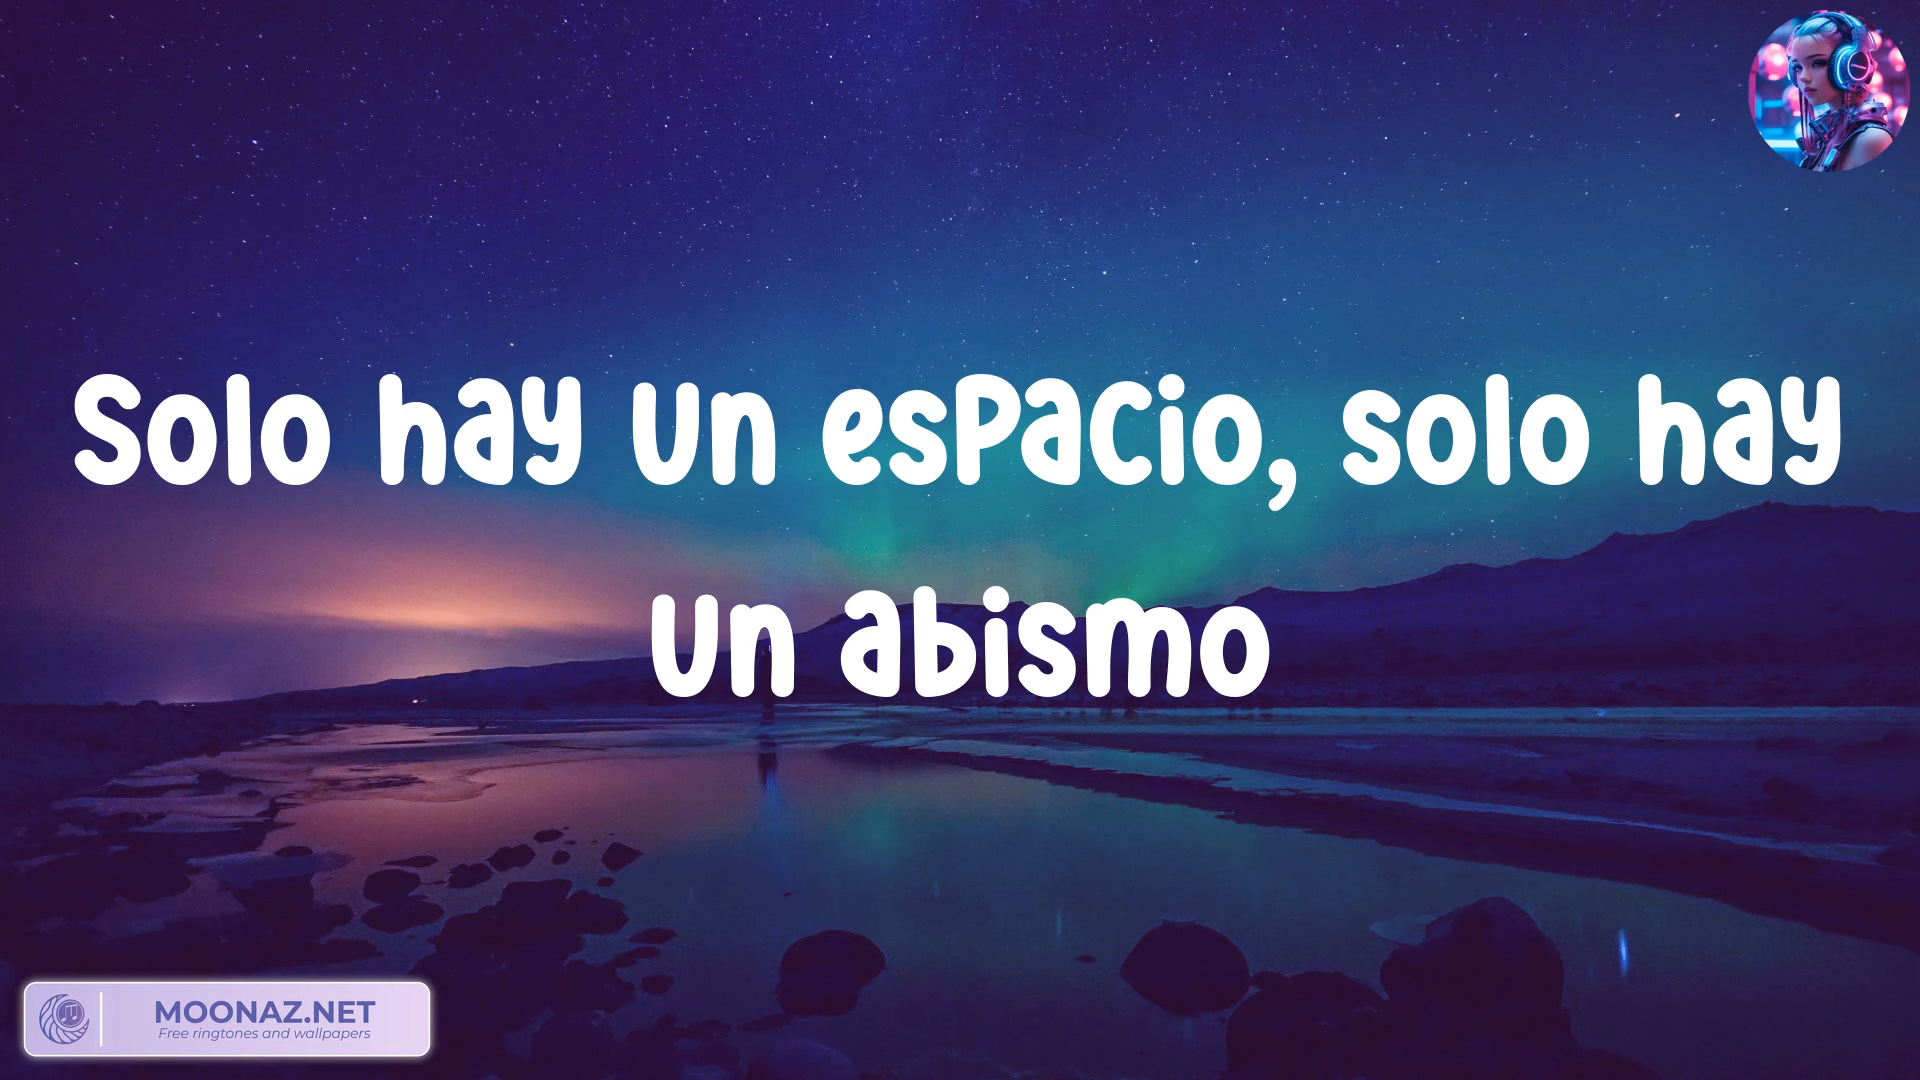 Solo hay un espacio, solo hay
un abismo
MOONAZ.NET
Free ringtones and wallpapers